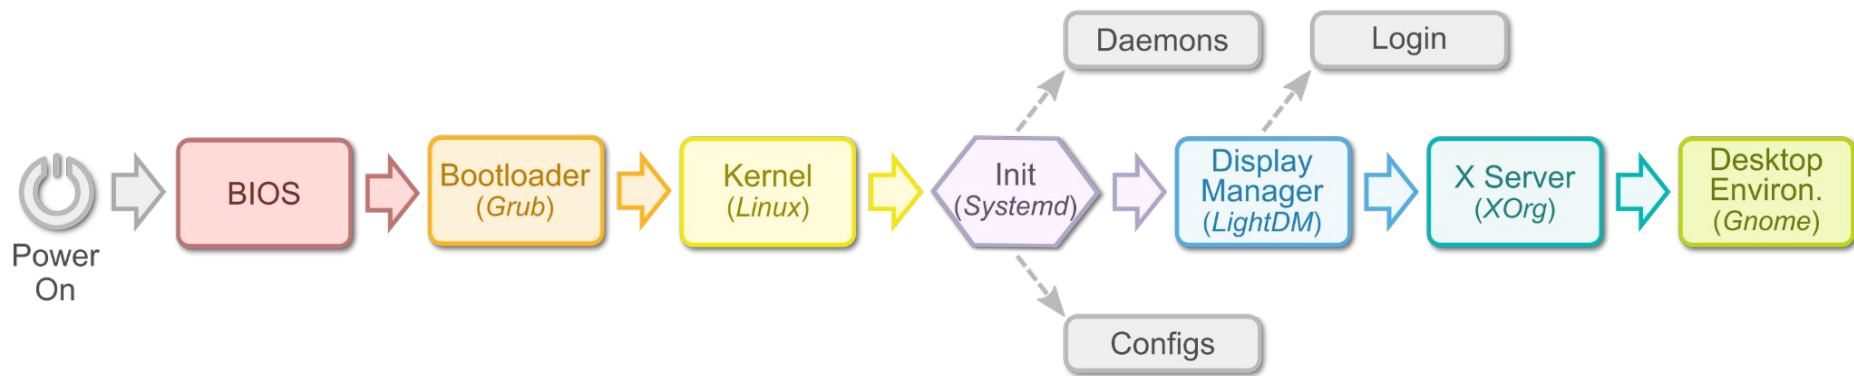 Power
On
BIOS
Bootloader
(Grub)
Kernel
(Linux)
Init
(Systemd)
Daemons
Configs
Display
Manager
(LightDM)
Login
X Server
(XOrg)
Desktop
Environ.
(Gnome)